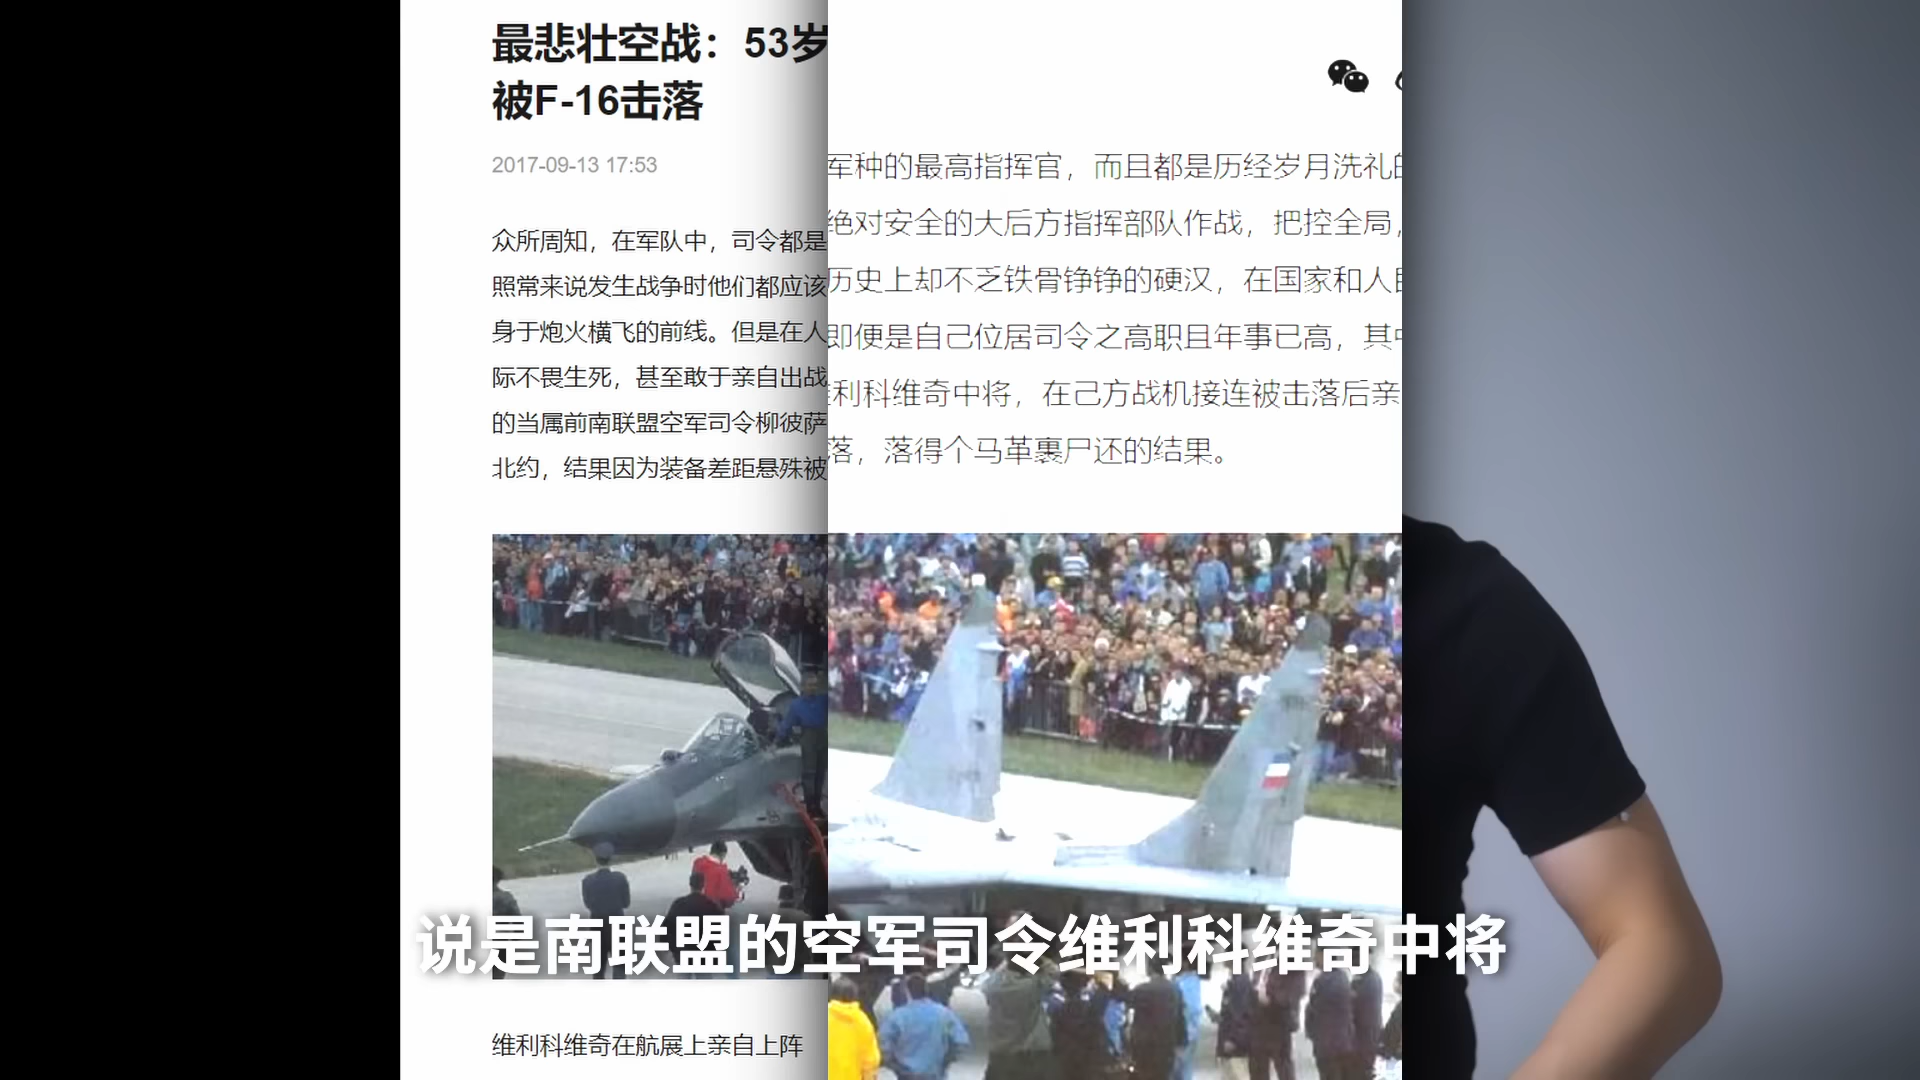 最悲壮空战：53岁
被F-16击落
2017-09-13 17:53
众所周知，在军队中，司令都是
照常来说发生战争时他们都应该
身于炮火横飞的前线。但是在人
际不畏生死，甚至敢于亲自出战
的当属前南联盟空军司令柳彼萨
北约，结果因为装备差距悬殊被
维利科维奇在航展上亲自上阵
军种的最高指挥官，而且都是历经岁月洗礼的
绝对安全的大后方指挥部队作战，把控全局，
历史上却不乏铁骨铮铮的硬汉，在国家和人民
即便是自己位居司令之高职且年事已高，其中
利科维奇中将，在己方战机接连被击落后亲
落，落得个马革裹尸还的结果。
说是南联盟的空军司令维利科维奇中将